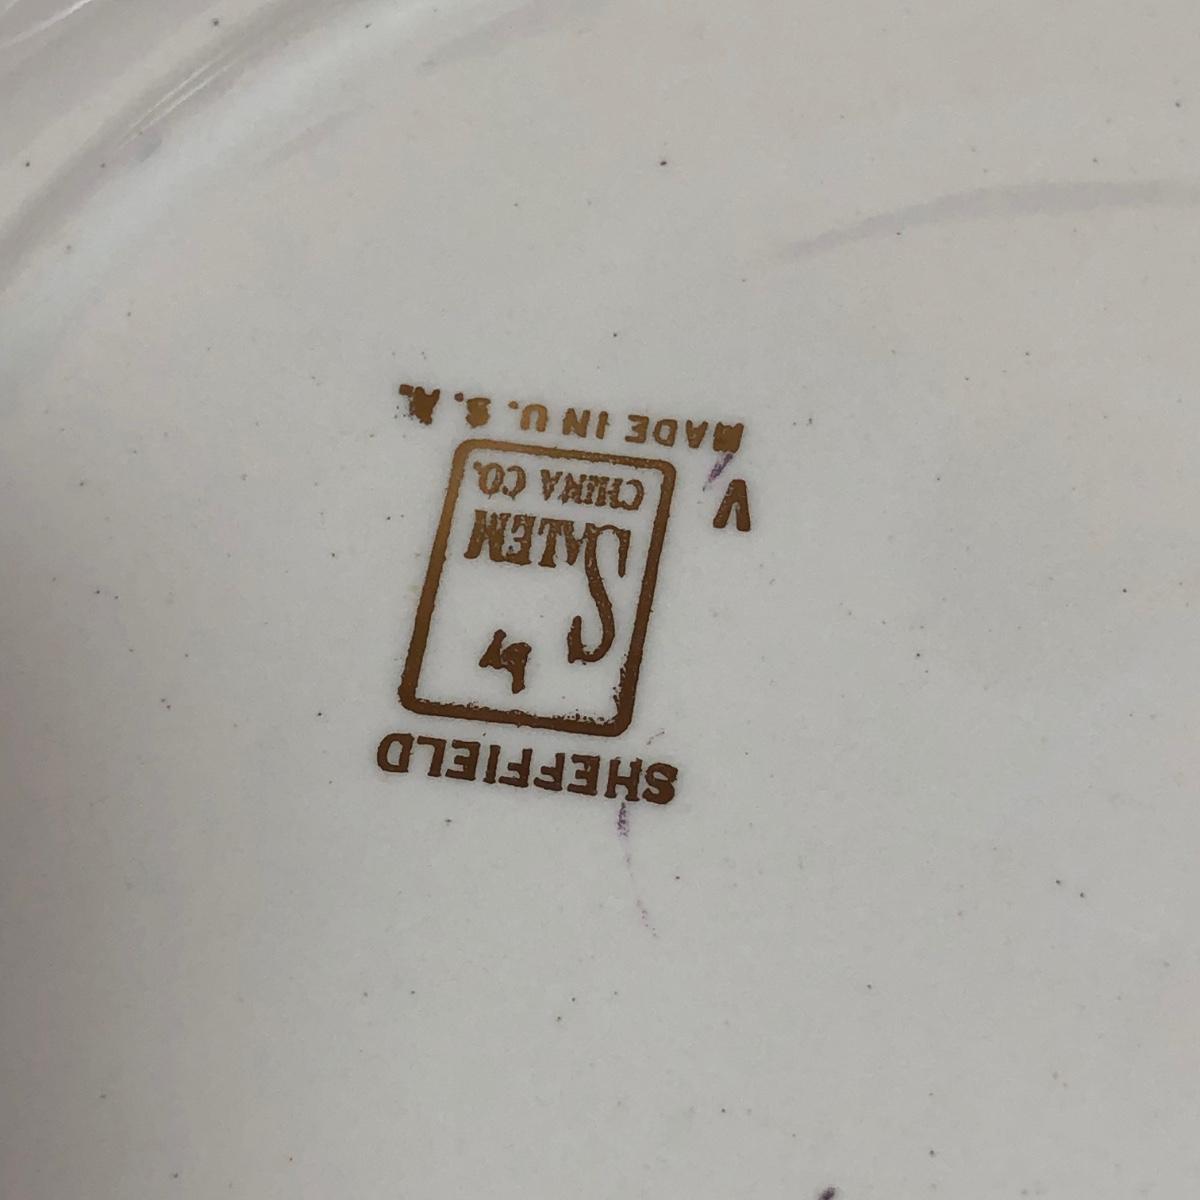 SHEFFIELD
by
SALEM
CHINA CO.
V
MADE IN U.S.A.